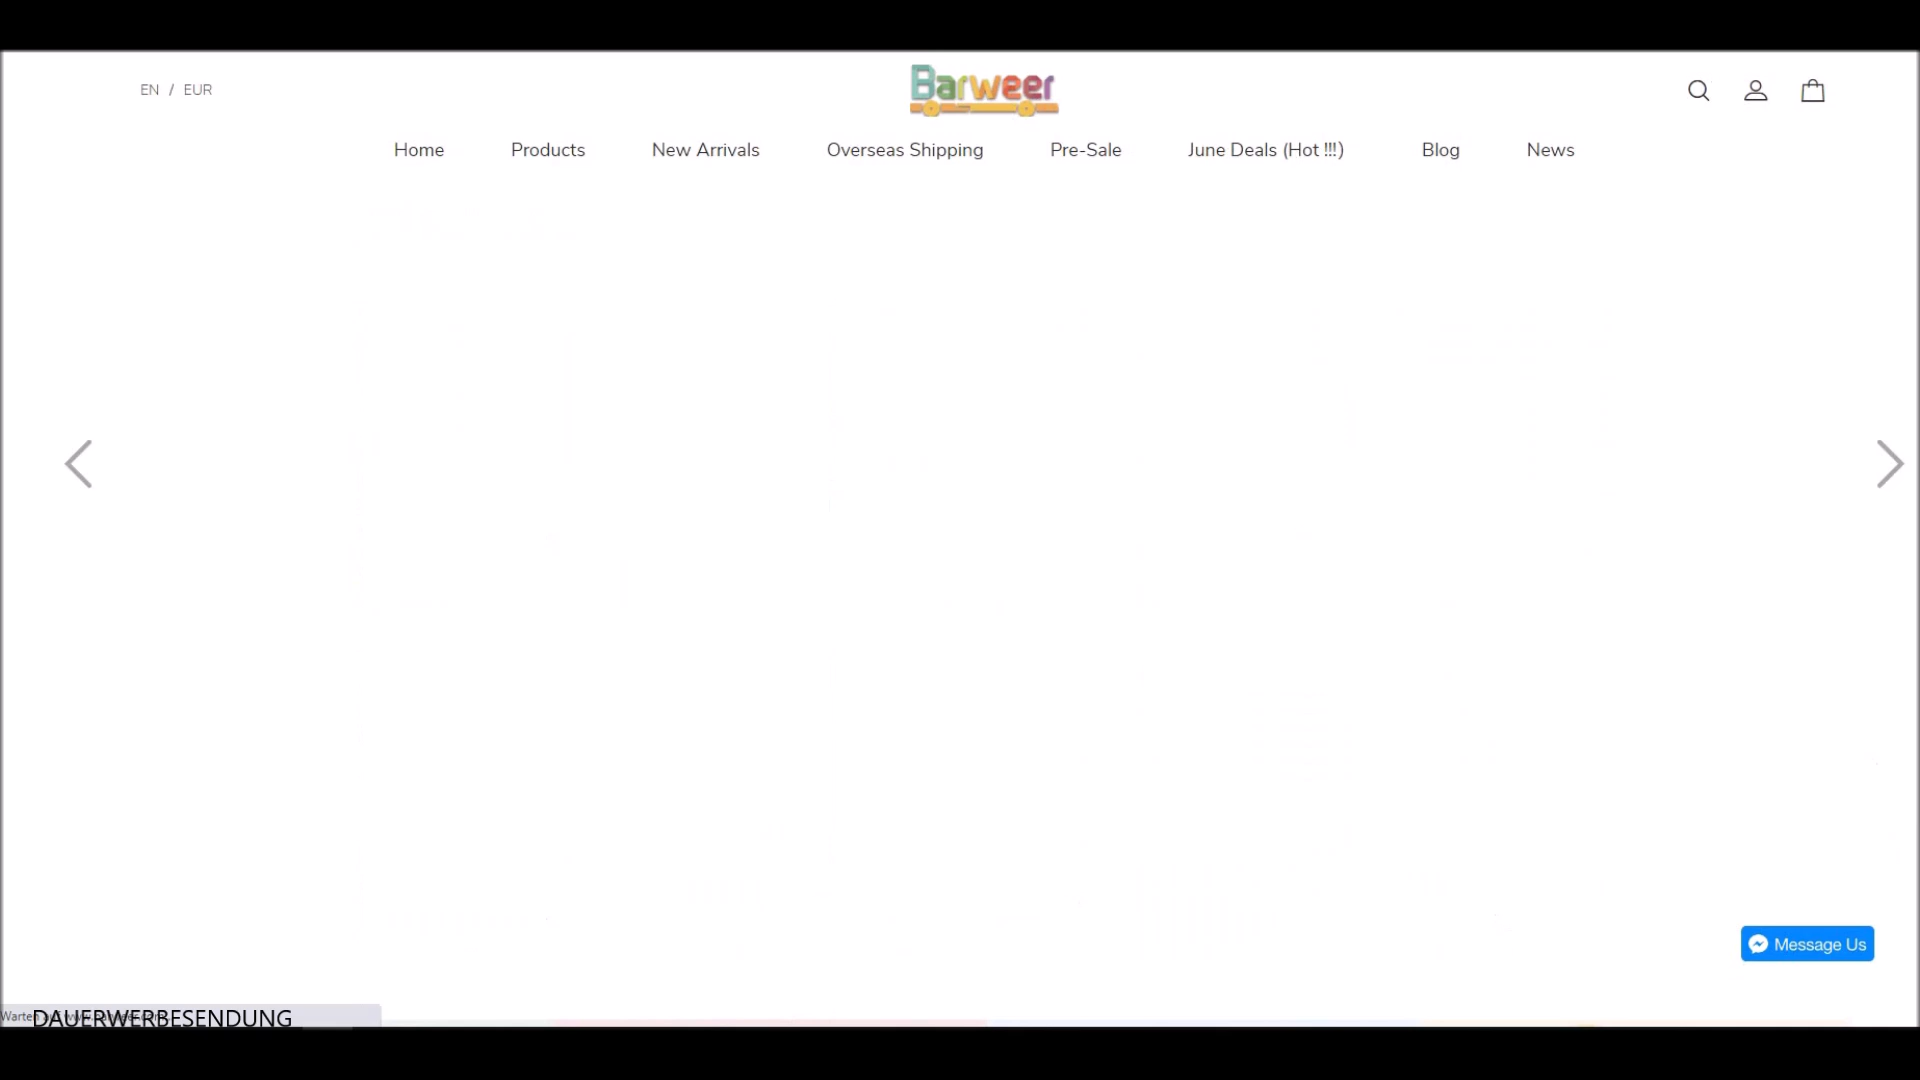 EN / EUR
Barweer
Home Products New Arrivals Overseas Shipping Pre-Sale June Deals (Hot !!!) Blog News
Message Us
Warten
DAUERWERBESENDUNG